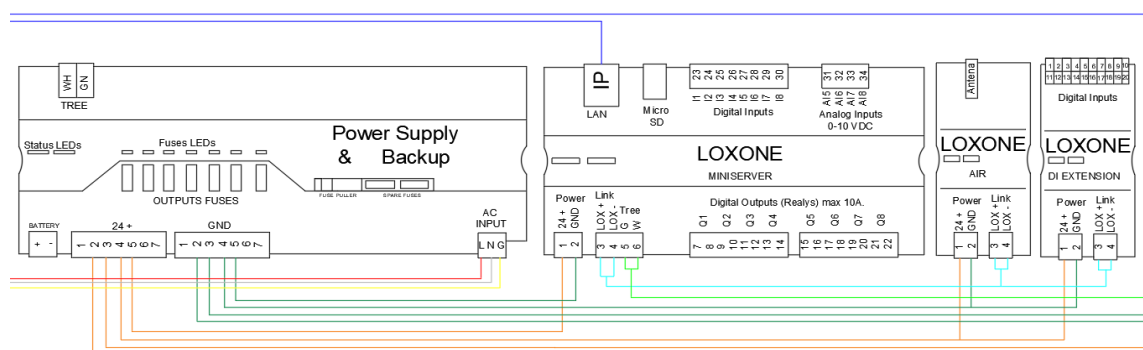 WH
GN
TREE
Status LEDs
Fuses LEDs
Power Supply
& Backup
FUSE PULLER
SPARE FUSES
OUTPUTS FUSES
BATTERY
+ -
24 +
1 2 3 4 5 6 7
GND
1 2 3 4 5 6 7
AC
INPUT
L N G
IP
LAN
Micro
SD
23 24 25 26 27 28 29 30
I1 I2 I3 I4 I5 I6 I7 I8
Digital Inputs
31 32 33 34
AI5 AI6 AI7 AI8
Analog Inputs
0-10 VDC
LOXONE
MINISERVER
Power
24 +
GND
1 2
Link
LOX +
LOX -
Tree
G
W
3 4 5 6
Digital Outputs (Realys) max 10A.
Q1 Q2 Q3 Q4
7 8 9 10 11 12 13 14
Q5 Q6 Q7 Q8
15 16 17 18 19 20 21 22
Antena
LOXONE
AIR
Power
24 +
GND
1 2
Link
LOX +
LOX -
3 4
1 2 3 4 5 6 7 8 9 10
11 12 13 14 15 16 17 18 19 20
Digital Inputs
LOXONE
DI EXTENSION
Power
24 +
GND
1 2
Link
LOX +
LOX -
3 4